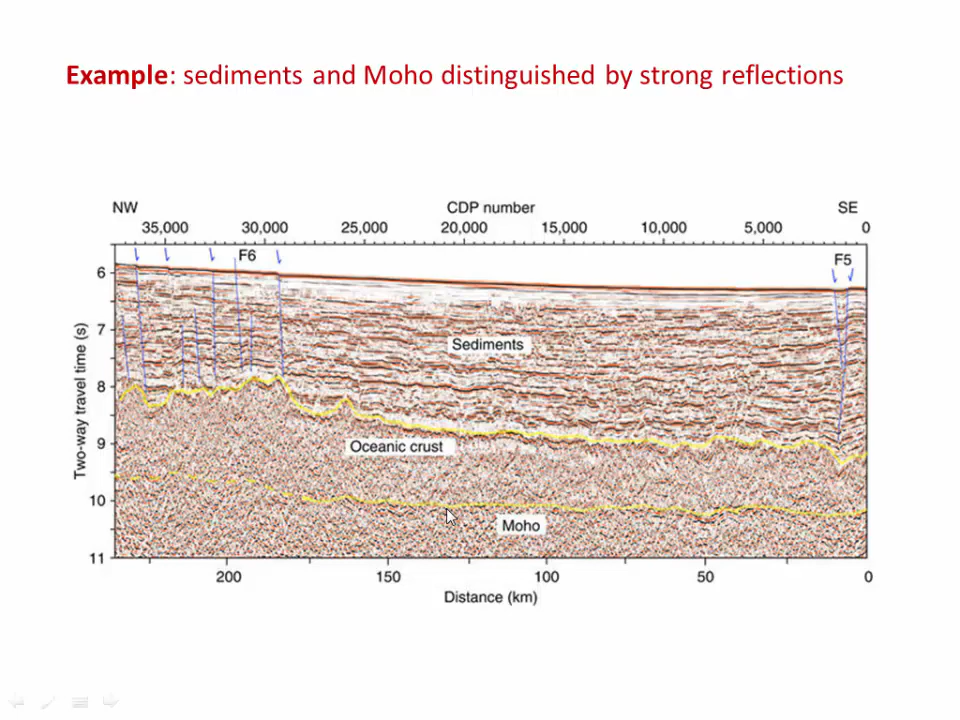 Example: sediments and Moho distinguished by strong reflections
NW CDP number SE
35,000 30,000 25,000 20,000 15,000 10,000 5,000 0
F6 F5
6
7
Sediments
8
9
Oceanic crust
10
Moho
11
Two-way travel time (s)
200 150 100 50 0
Distance (km)